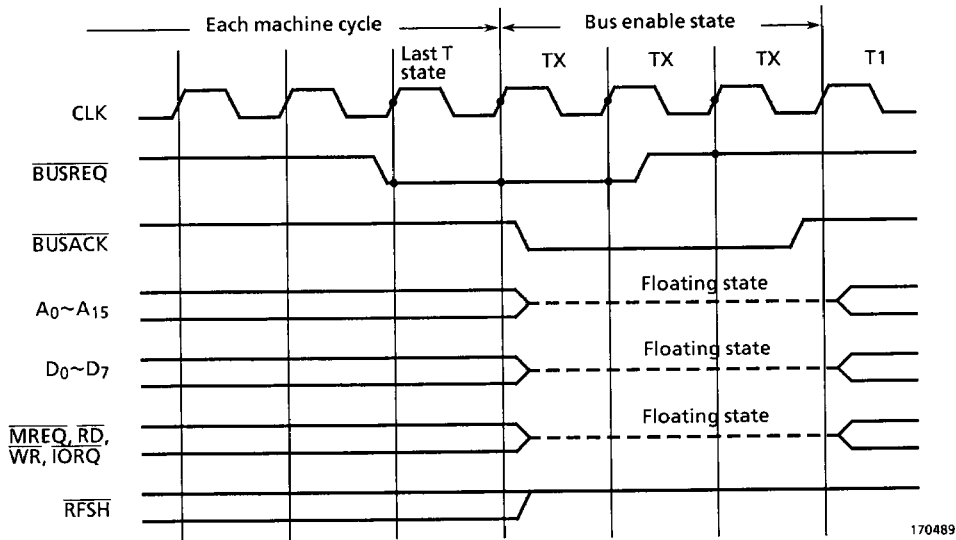 Each machine cycle
Bus enable state
Last T
state
TX
TX
TX
T1
CLK
BUSREQ
BUSACK
Floating state
A0~A15
Floating state
D0~D7
Floating state
MREQ, RD,
WR, IORQ
RFSH
170489